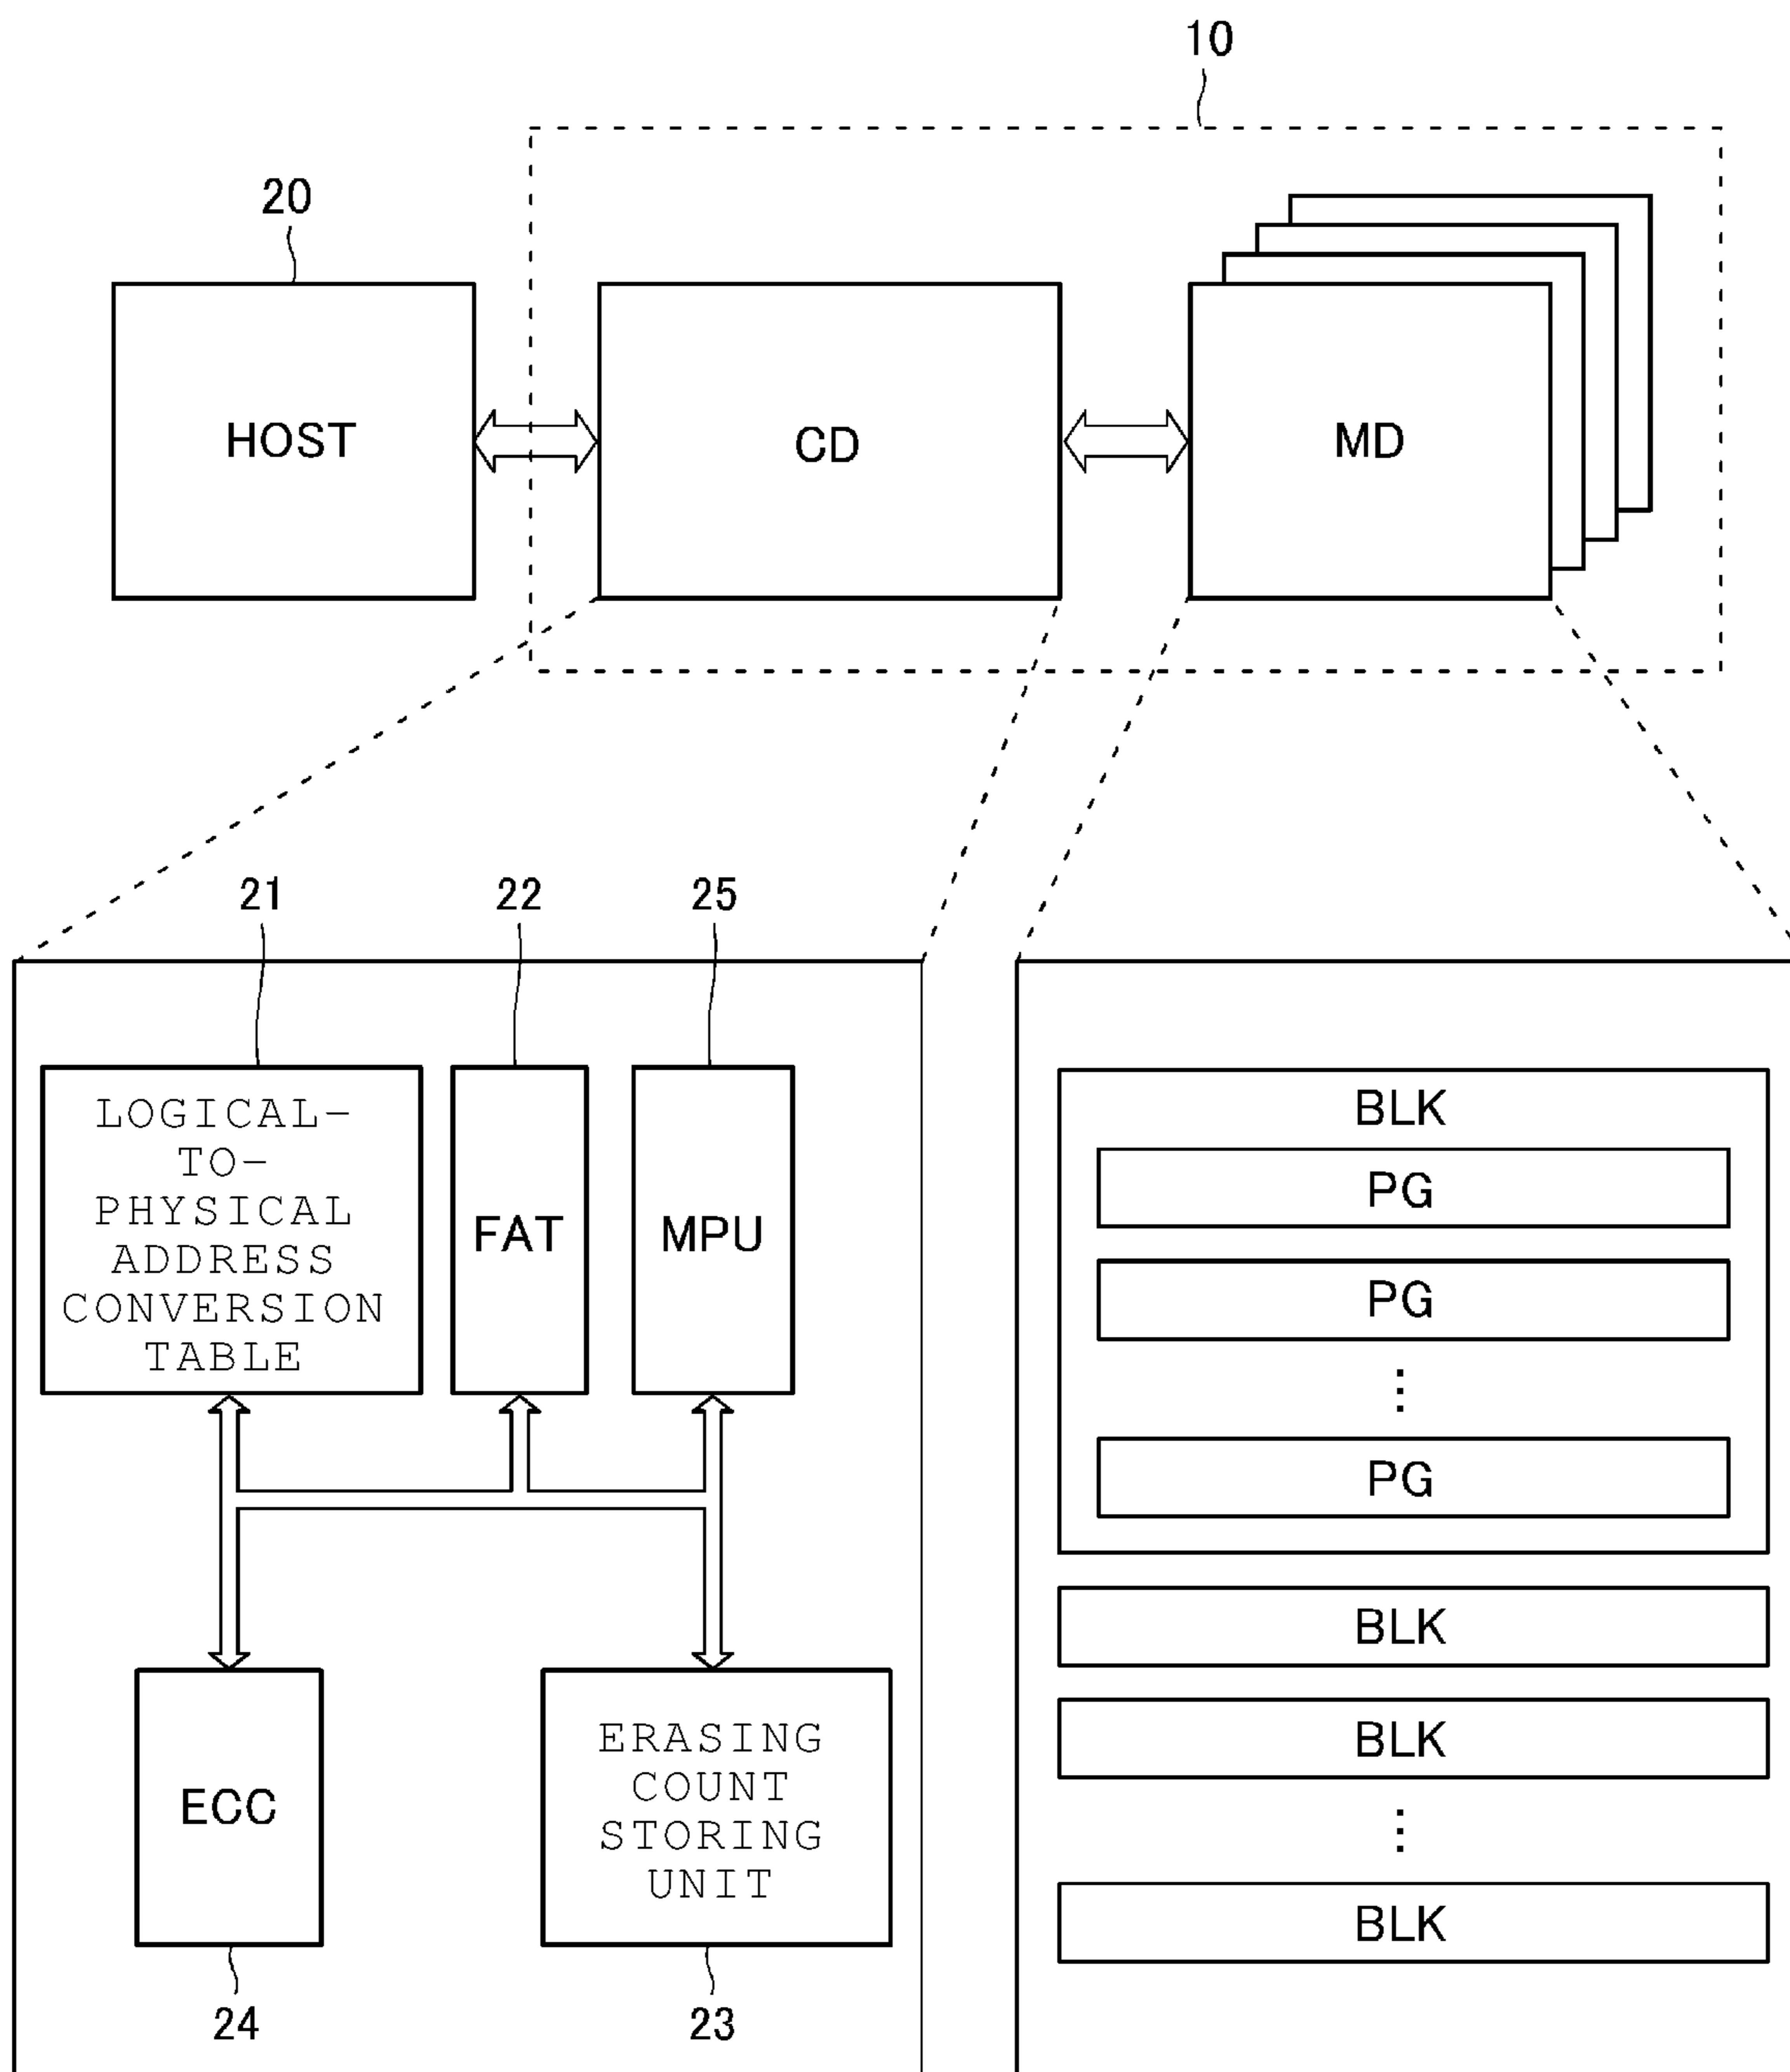 10
20
HOST
CD
MD
21
22
25
LOGICAL-
TO-
PHYSICAL
ADDRESS
CONVERSION
TABLE
FAT
MPU
BLK
PG
PG
⋮
PG
BLK
BLK
⋮
BLK
ECC
ERASING
COUNT
STORING
UNIT
24
23